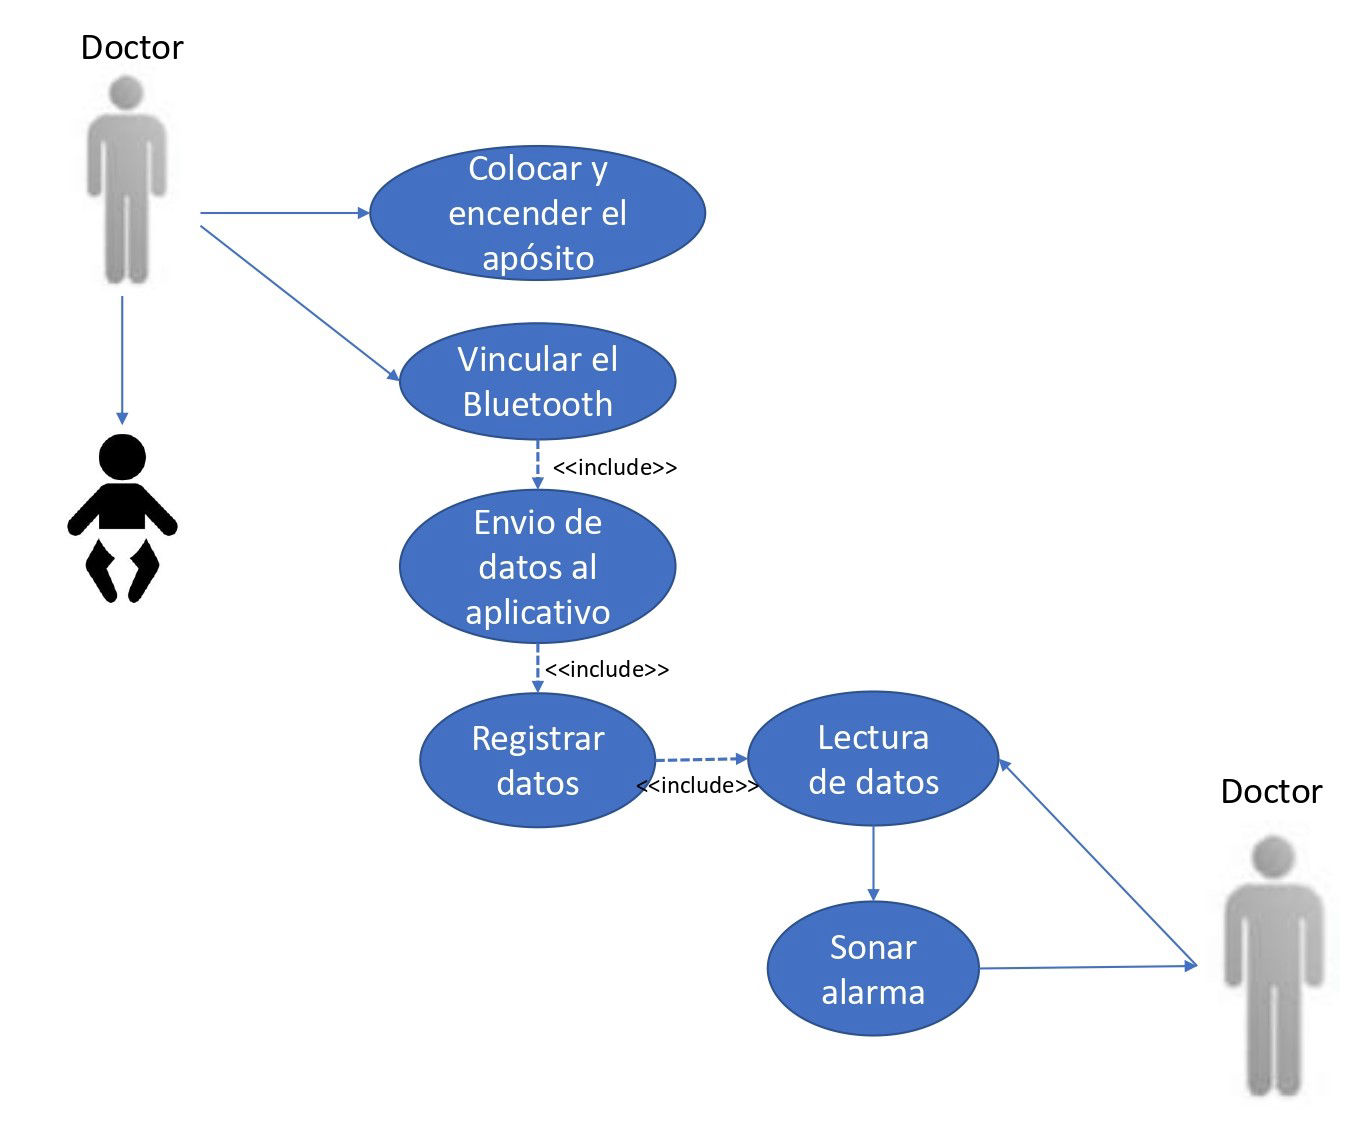 Doctor
Colocar y
encender el
apósito
Vincular el
Bluetooth
<<include>>
Envio de
datos al
aplicativo
<<include>>
Registrar
datos
<<include>>
Lectura
de datos
Doctor
Sonar
alarma